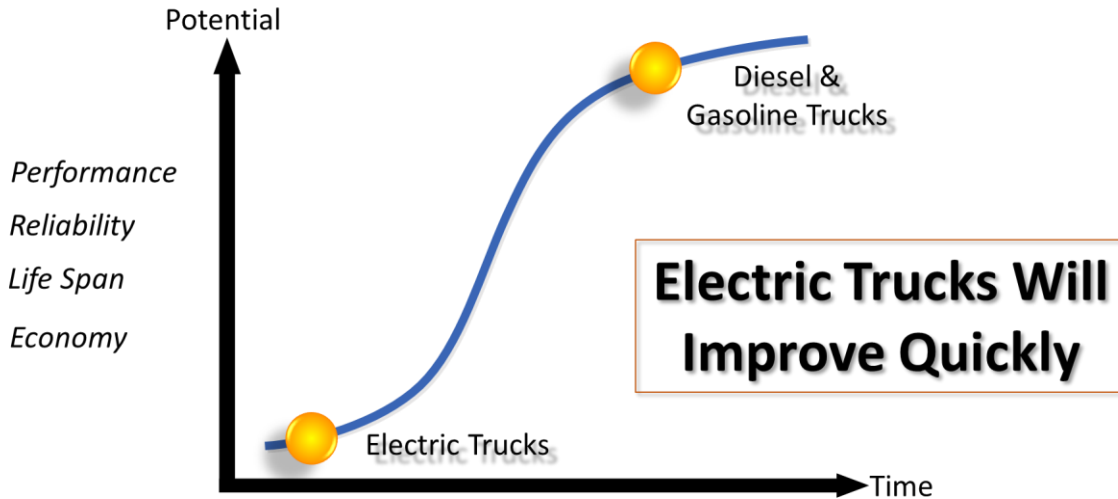 Potential
Diesel &
Gasoline Trucks
Performance
Reliability
Life Span
Economy
Electric Trucks Will
Improve Quickly
Electric Trucks
Time